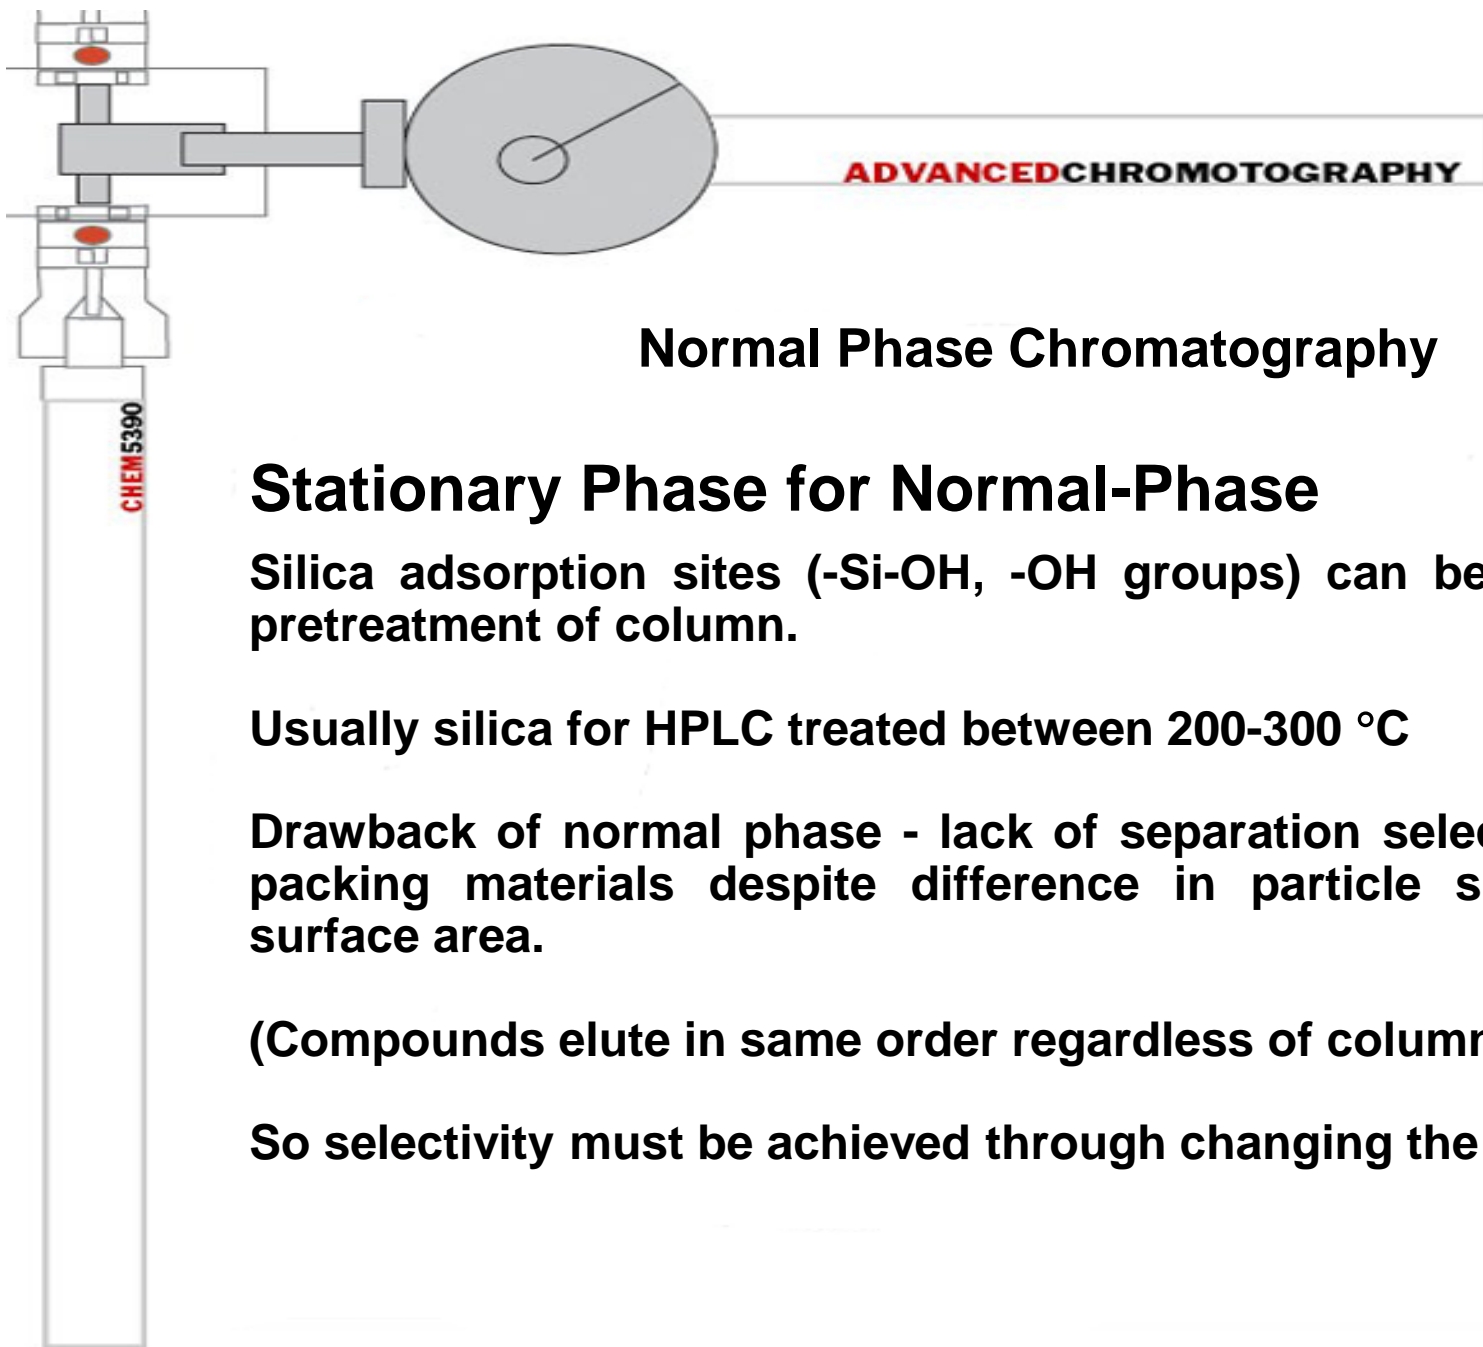 ADVANCEDCHROMOTOGRAPHY
Normal Phase Chromatography
CHEM5390
Stationary Phase for Normal-Phase
Silica adsorption sites (-Si-OH, -OH groups) can be
pretreatment of column.
Usually silica for HPLC treated between 200-300 °C
Drawback of normal phase - lack of separation
packing materials despite difference in particle
surface area.
(Compounds elute in same order regardless of
So selectivity must be achieved through changing the